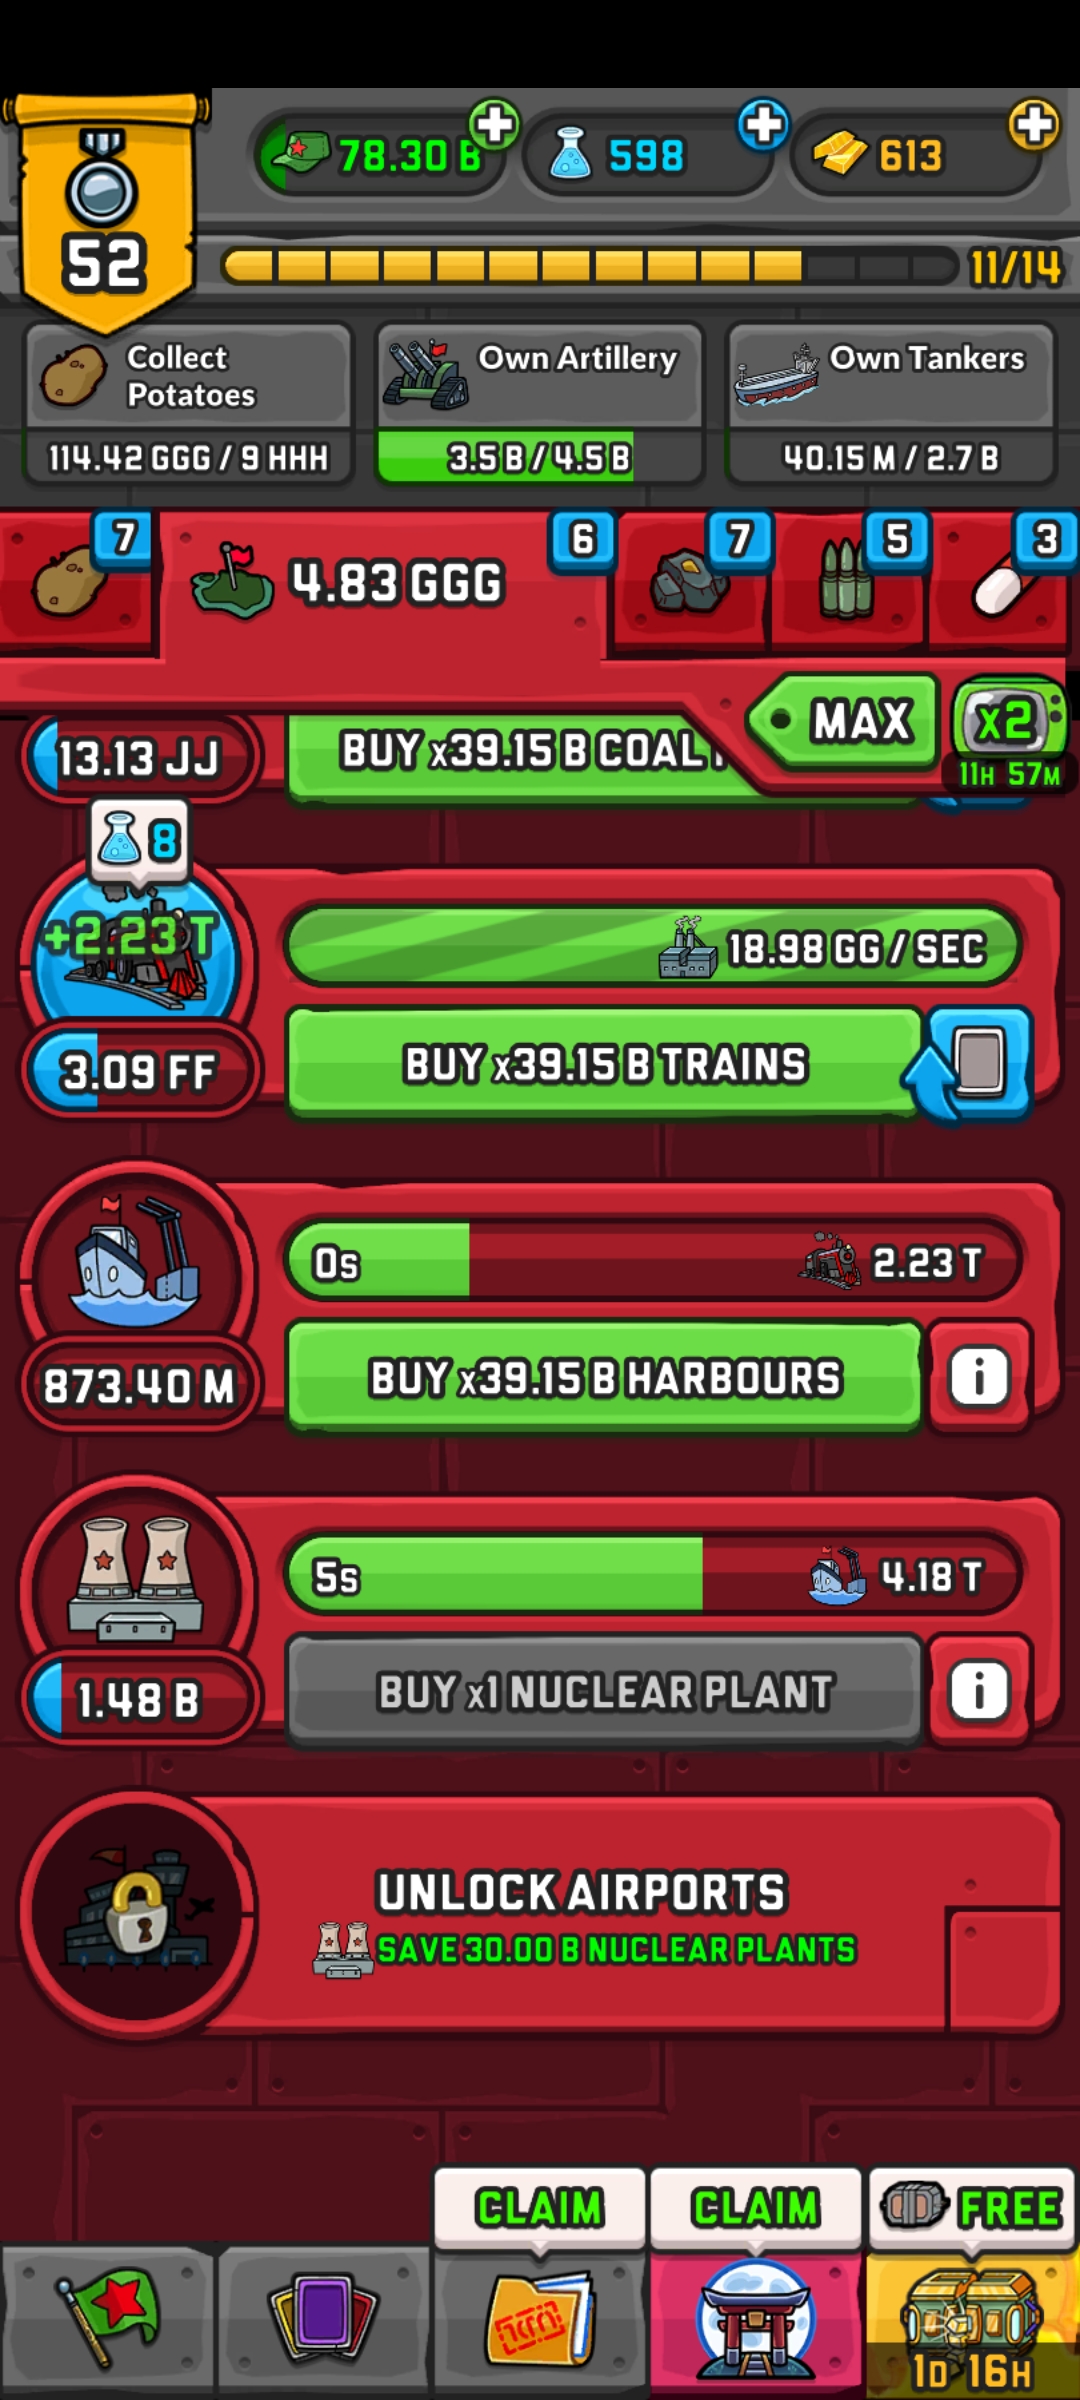 78.30 B
598
613
52
11/14
Collect
Potatoes
Own Artillery
Own Tankers
114.42 GGG / 9 HHH
3.5 B / 4.5 B
40.15 M / 2.7 B
7
6
7
5
3
4.83 GGG
MAX
x2
11H 57M
13.13 JJ
BUY x39.15 B COAL
8
+2.23 T
18.98 GG / SEC
3.09 FF
BUY x39.15 B TRAINS
0s
2.23 T
873.40 M
BUY x39.15 B HARBOURS
i
5s
4.18 T
1.48 B
BUY x1 NUCLEAR PLANT
i
UNLOCK AIRPORTS
SAVE 30.00 B NUCLEAR PLANTS
CLAIM
CLAIM
FREE
1D 16H